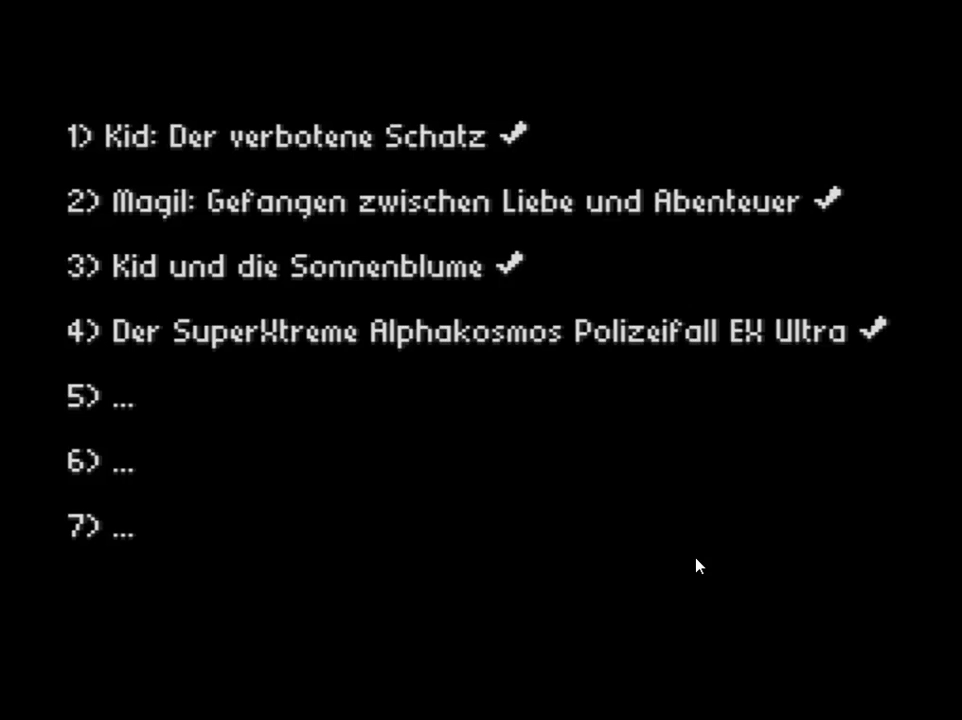 1) Kid: Der verbotene Schatz ✔
2) Magil: Gefangen zwischen Liebe und Abenteuer ✔
3) Kid und die Sonnenblume ✔
4) Der SuperXtreme Alphakosmos Polizeifall EX Ultra ✔
5) ...
6) ...
7) ...